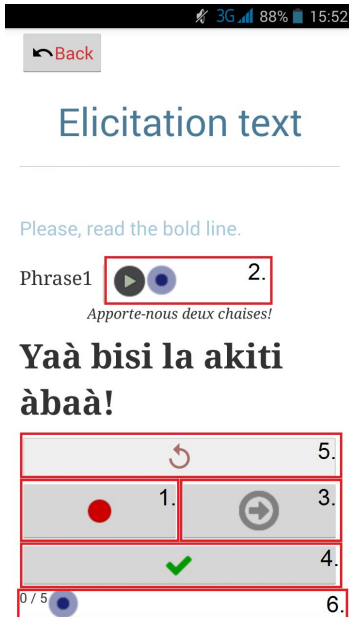 3G 88% 15:52
Back
Elicitation text
Please, read the bold line.
Phrase1 2.
Apporte-nous deux chaises!
Yaà bisi la akiti
àbaà!
5.
1. 3.
4.
0 / 5 6.